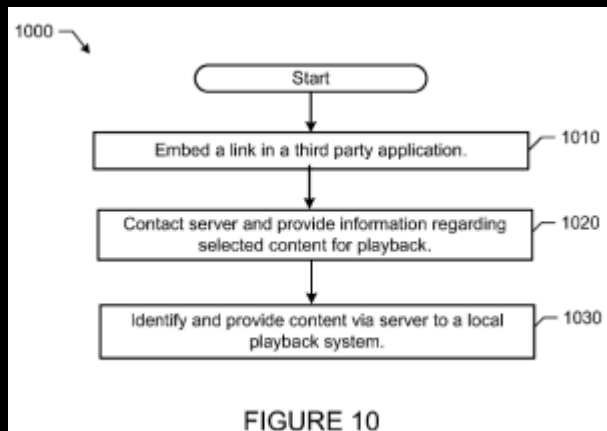 1000
Start
Embed a link in a third party application.
1010
Contact server and provide information regarding
selected content for playback.
1020
Identify and provide content via server to a local
playback system.
1030
FIGURE 10